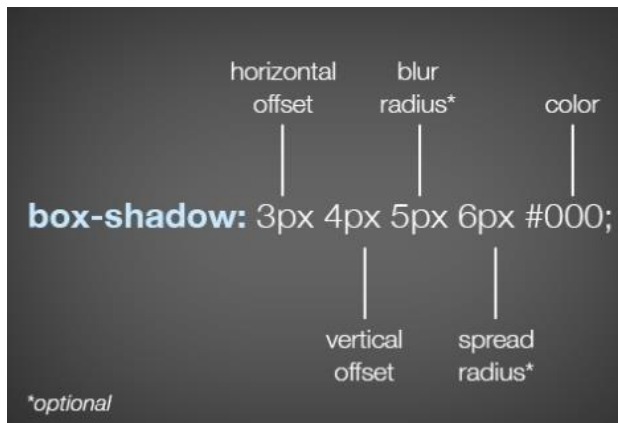 horizontal
offset
blur
radius*
color
box-shadow: 3px 4px 5px 6px #000;
vertical
offset
spread
radius*
*optional